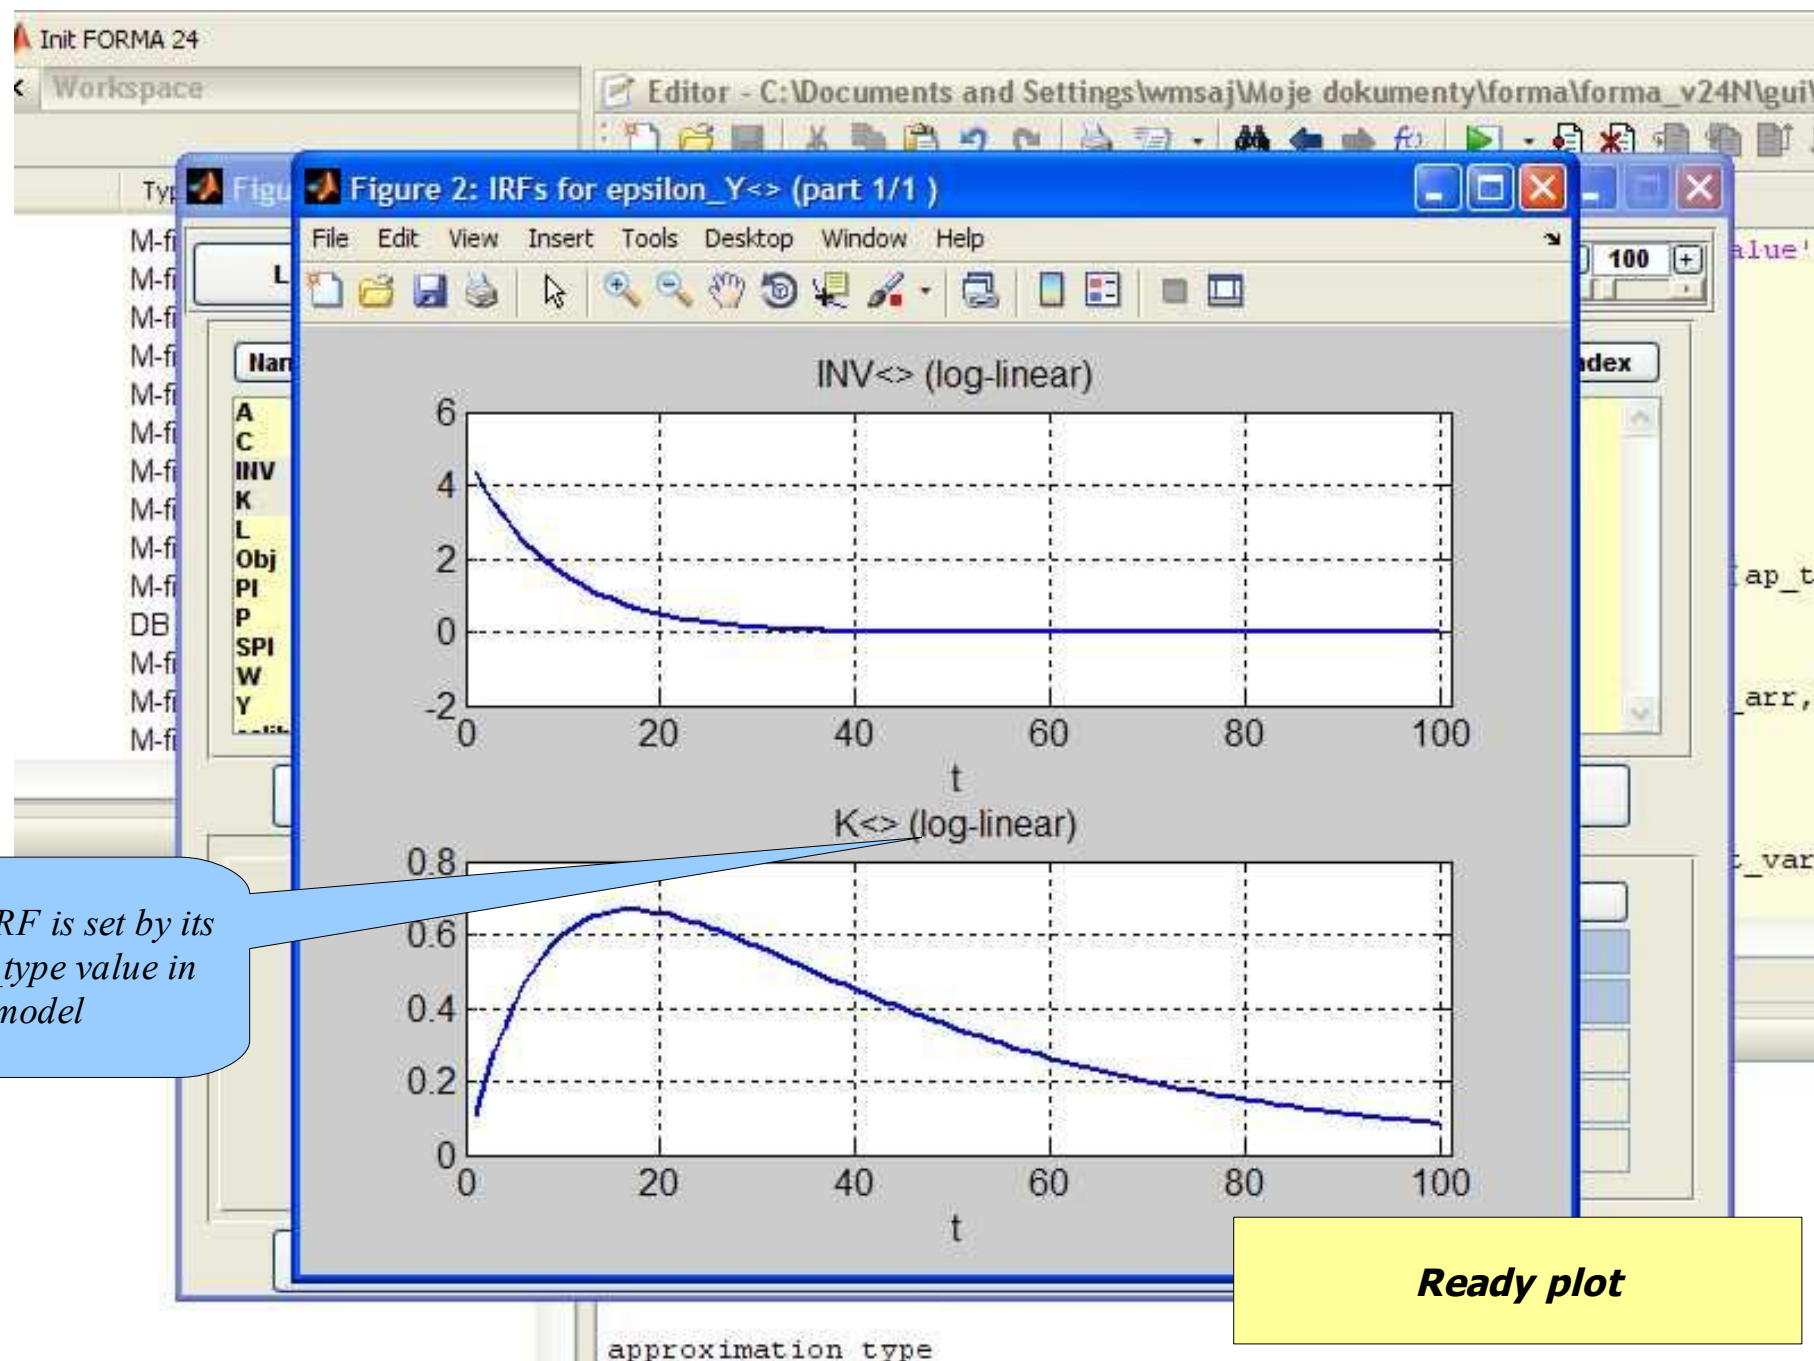 Init FORMA 24
Workspace
Editor - C:\Documents and Settings\wmsaj\Moje dokumenty\forma\forma_v24N\gui\
Figure 2: IRFs for epsilon_Y<> (part 1/1 )
File Edit View Insert Tools Desktop Window Help
100
INV<> (log-linear)
6
4
2
0
-2
0 20 40 60 80 100
t
K<> (log-linear)
0.8
0.6
0.4
0.2
0
0 20 40 60 80 100
t
A
C
INV
K
L
Obj
PI
P
SPI
W
Y
DB
RF is set by its
_type value in
model
Ready plot
approximation type